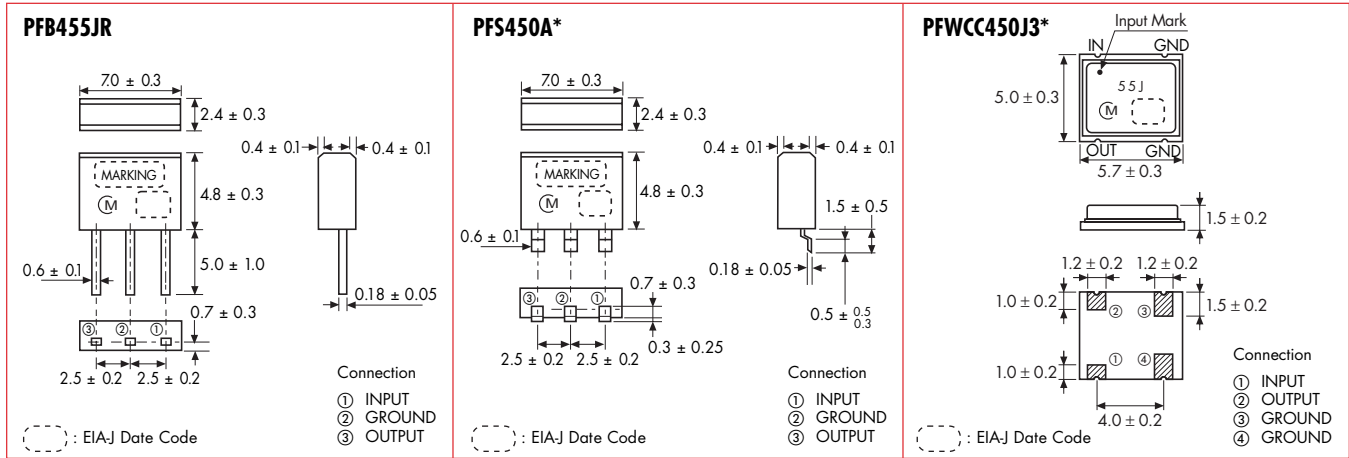 PFB455JR
7.0 ± 0.3
2.4 ± 0.3
0.4 ± 0.1
0.4 ± 0.1
MARKING
M
4.8 ± 0.3
5.0 ± 1.0
0.6 ± 0.1
0.18 ± 0.05
0.7 ± 0.3
③ ② ①
2.5 ± 0.2 2.5 ± 0.2
Connection
① INPUT
② GROUND
③ OUTPUT
: EIA-J Date Code
PFS450A*
7.0 ± 0.3
2.4 ± 0.3
0.4 ± 0.1
0.4 ± 0.1
MARKING
M
4.8 ± 0.3
1.5 ± 0.5
0.6 ± 0.1
0.18 ± 0.05
0.7 ± 0.3
③ ② ①
0.5 ± 0.5 0.3
0.3 ± 0.25
2.5 ± 0.2 2.5 ± 0.2
Connection
① INPUT
② GROUND
③ OUTPUT
: EIA-J Date Code
PFWCC450J3*
Input Mark
IN GND
55J
M
5.0 ± 0.3
OUT GND
5.7 ± 0.3
1.5 ± 0.2
1.2 ± 0.2 1.2 ± 0.2
1.0 ± 0.2
② ③
1.5 ± 0.2
① ④
1.0 ± 0.2
4.0 ± 0.2
Connection
① INPUT
② OUTPUT
③ GROUND
④ GROUND
: EIA-J Date Code